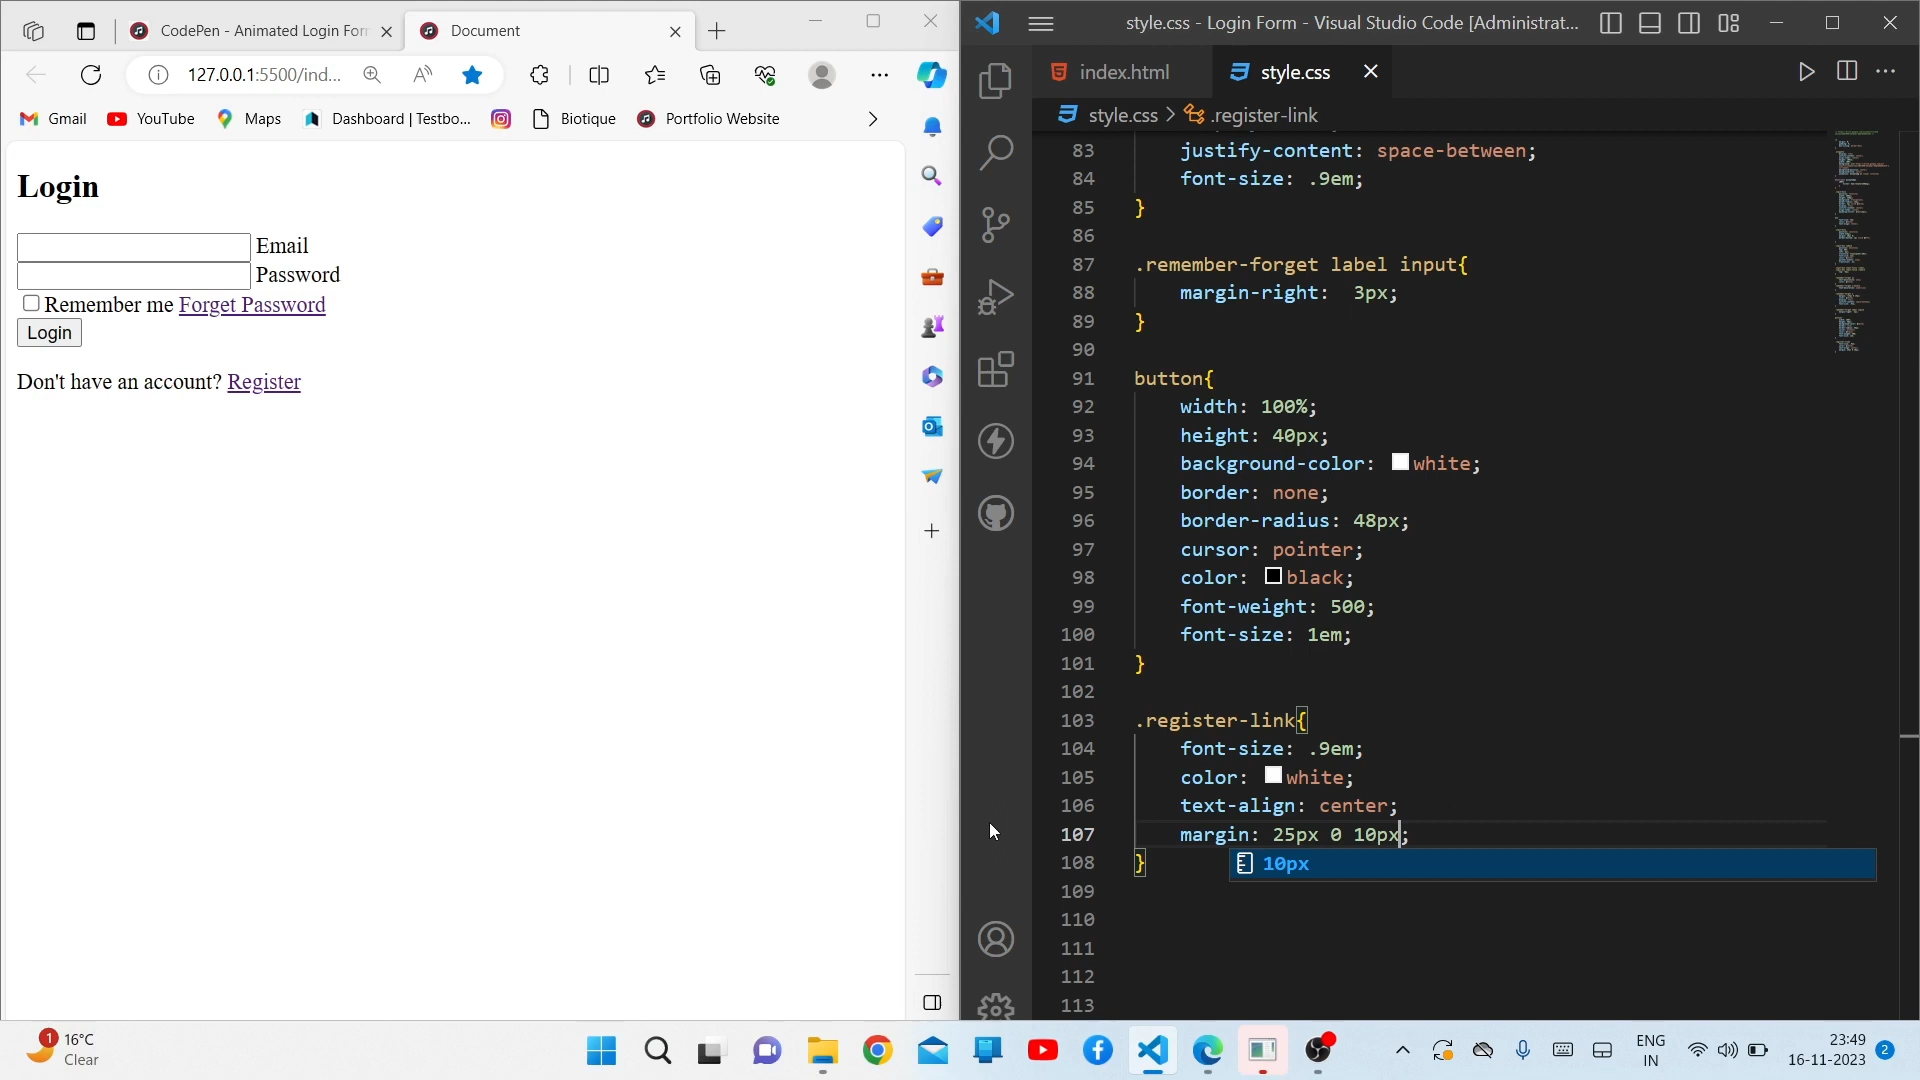 CodePen - Animated Login For
Document
127.0.0.1:5500/ind...
Gmail
YouTube
Maps
Dashboard | Testbo...
Biotique
Portfolio Website
Login
Email
Password
Remember me Forget Password
Login
Don't have an account? Register
style.css - Login Form - Visual Studio Code [Administrat...
index.html
style.css
style.css > .register-link
83 justify-content: space-between;
84 font-size: .9em;
85 }
86
87 .remember-forget label input{
88 margin-right:  3px;
89 }
90
91 button{
92 width: 100%;
93 height: 40px;
94 background-color: white;
95 border: none;
96 border-radius: 48px;
97 cursor: pointer;
98 color: black;
99 font-weight: 500;
100 font-size: 1em;
101 }
102
103 .register-link{
104 font-size: .9em;
105 color: white;
106 text-align: center;
107 margin: 25px 0 10px;
108 }
10px
109
110
111
112
113
1
16°C
Clear
ENG
IN
23:49
16-11-2023
2